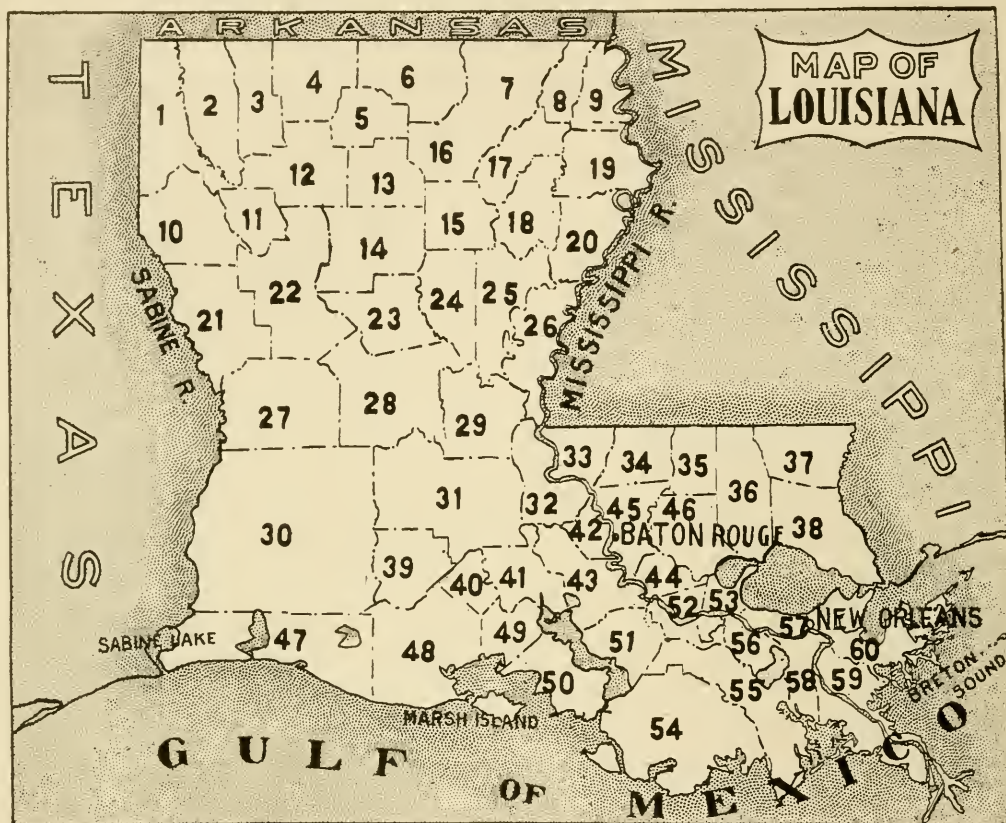 ARKANSAS
MAP OF
LOUISIANA
TEXAS
MISSISSIPPI
MISSISSIPPI R.
SABINE R.
1 2 3 4 6 7 8 9
5
16
12 13 17 19
10 11 15 18
14 20
22 24 25
21 23 26
27 28 29
33 34 35 37
36
31 32 45 46 38
30 42 BATON ROUGE
39 40 41 43 44
52 53
57 NEW ORLEANS
SABINE LAKE 47 48 49 51 56 60
50 55 58 59 BRETON
SOUND
MARSH ISLAND
54
GULF
OF
MEXICO